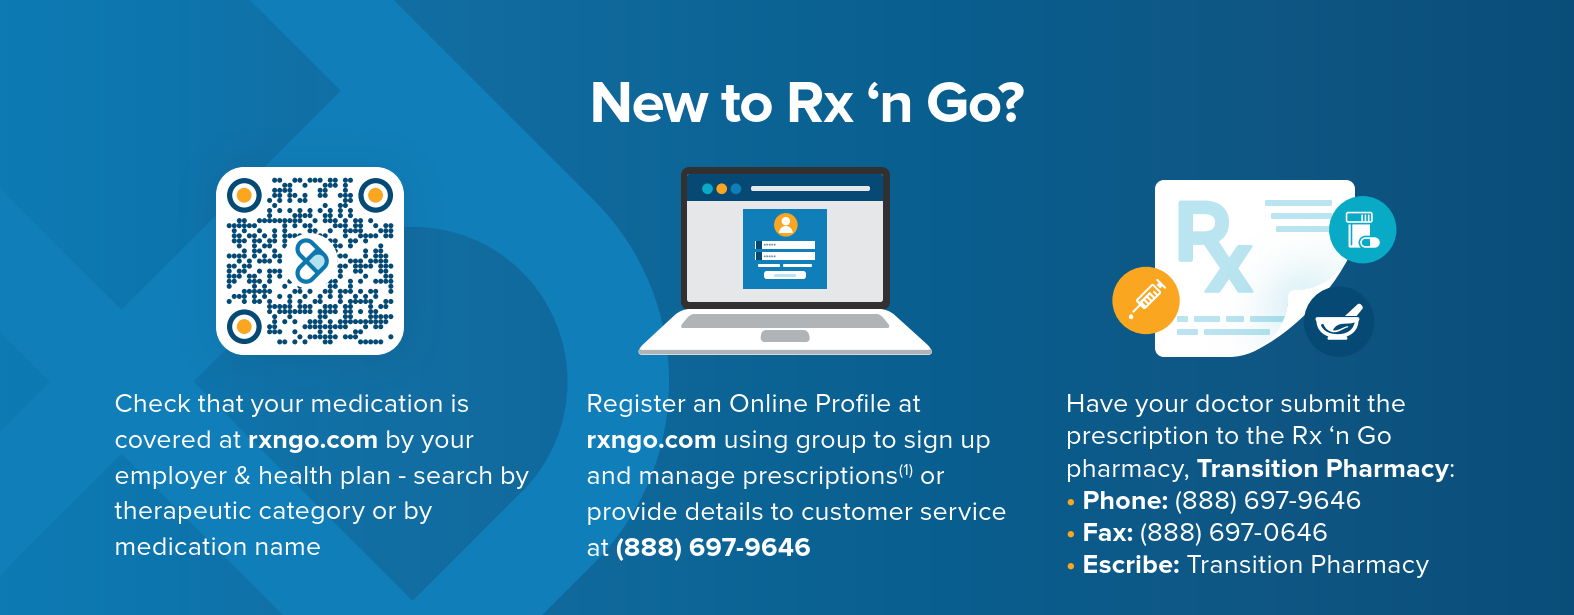 New to Rx ‘n Go?
Check that your medication is
covered at rxngo.com by your
employer & health plan - search by
therapeutic category or by
medication name
Register an Online Profile at
rxngo.com using group to sign up
and manage prescriptions(1) or
provide details to customer service
at (888) 697-9646
Rx
Have your doctor submit the
prescription to the Rx ‘n Go
pharmacy, Transition Pharmacy:
• Phone: (888) 697-9646
• Fax: (888) 697-0646
• Escribe: Transition Pharmacy